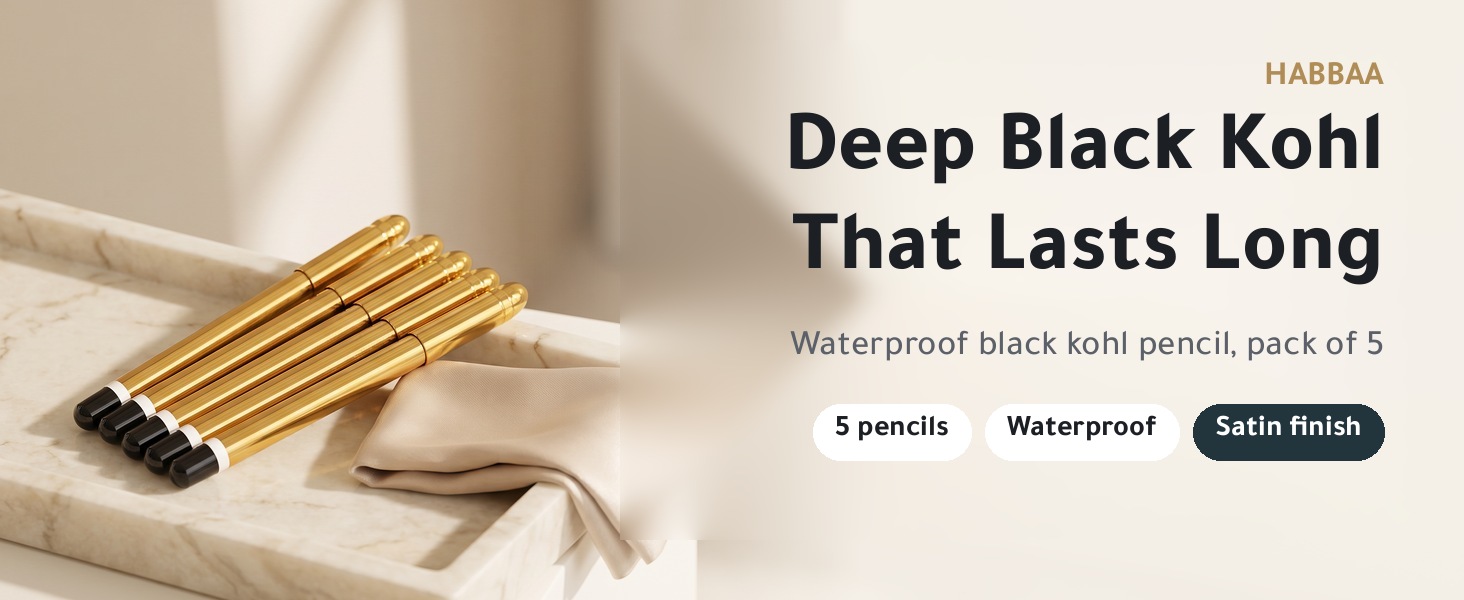 HABBAA
Deep Black Kohl
That Lasts Long
Waterproof black kohl pencil, pack of 5
5 pencils
Waterproof
Satin finish